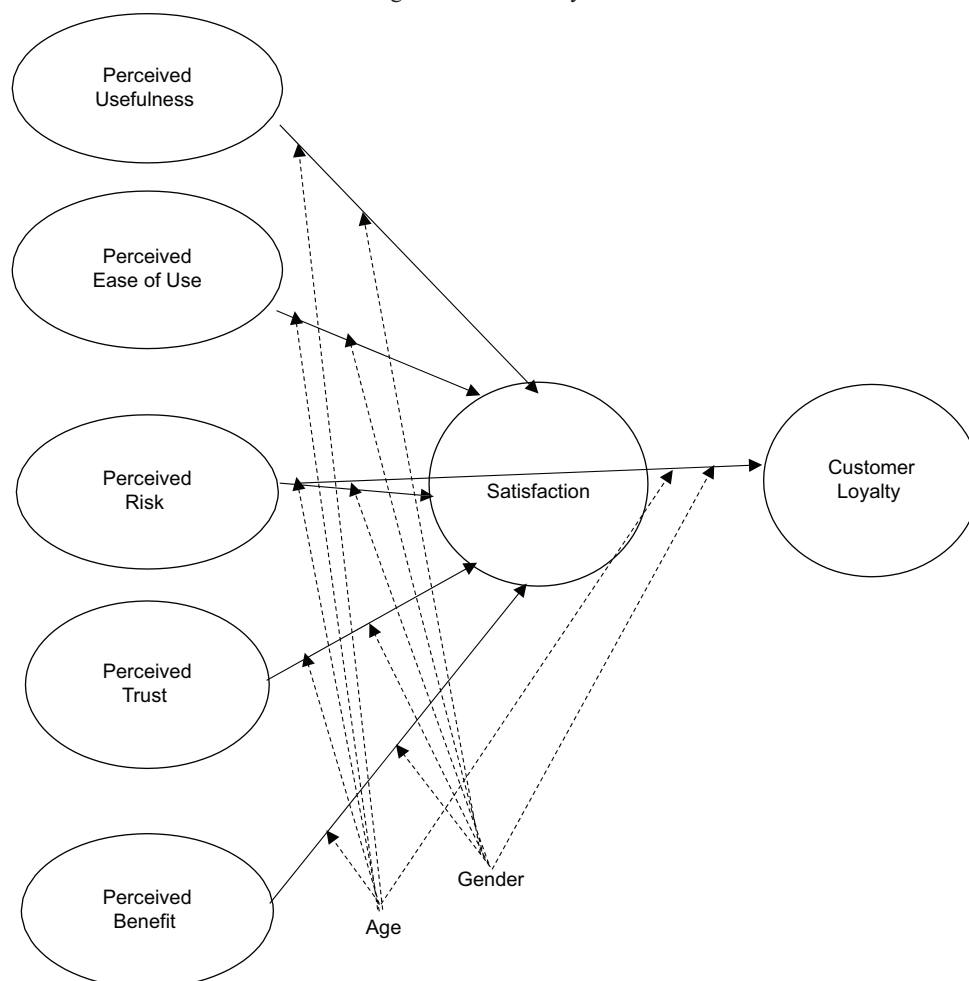 Perceived
Usefulness
Perceived
Ease of Use
Perceived
Risk
Satisfaction
Customer
Loyalty
Perceived
Trust
Perceived
Benefit
Gender
Age